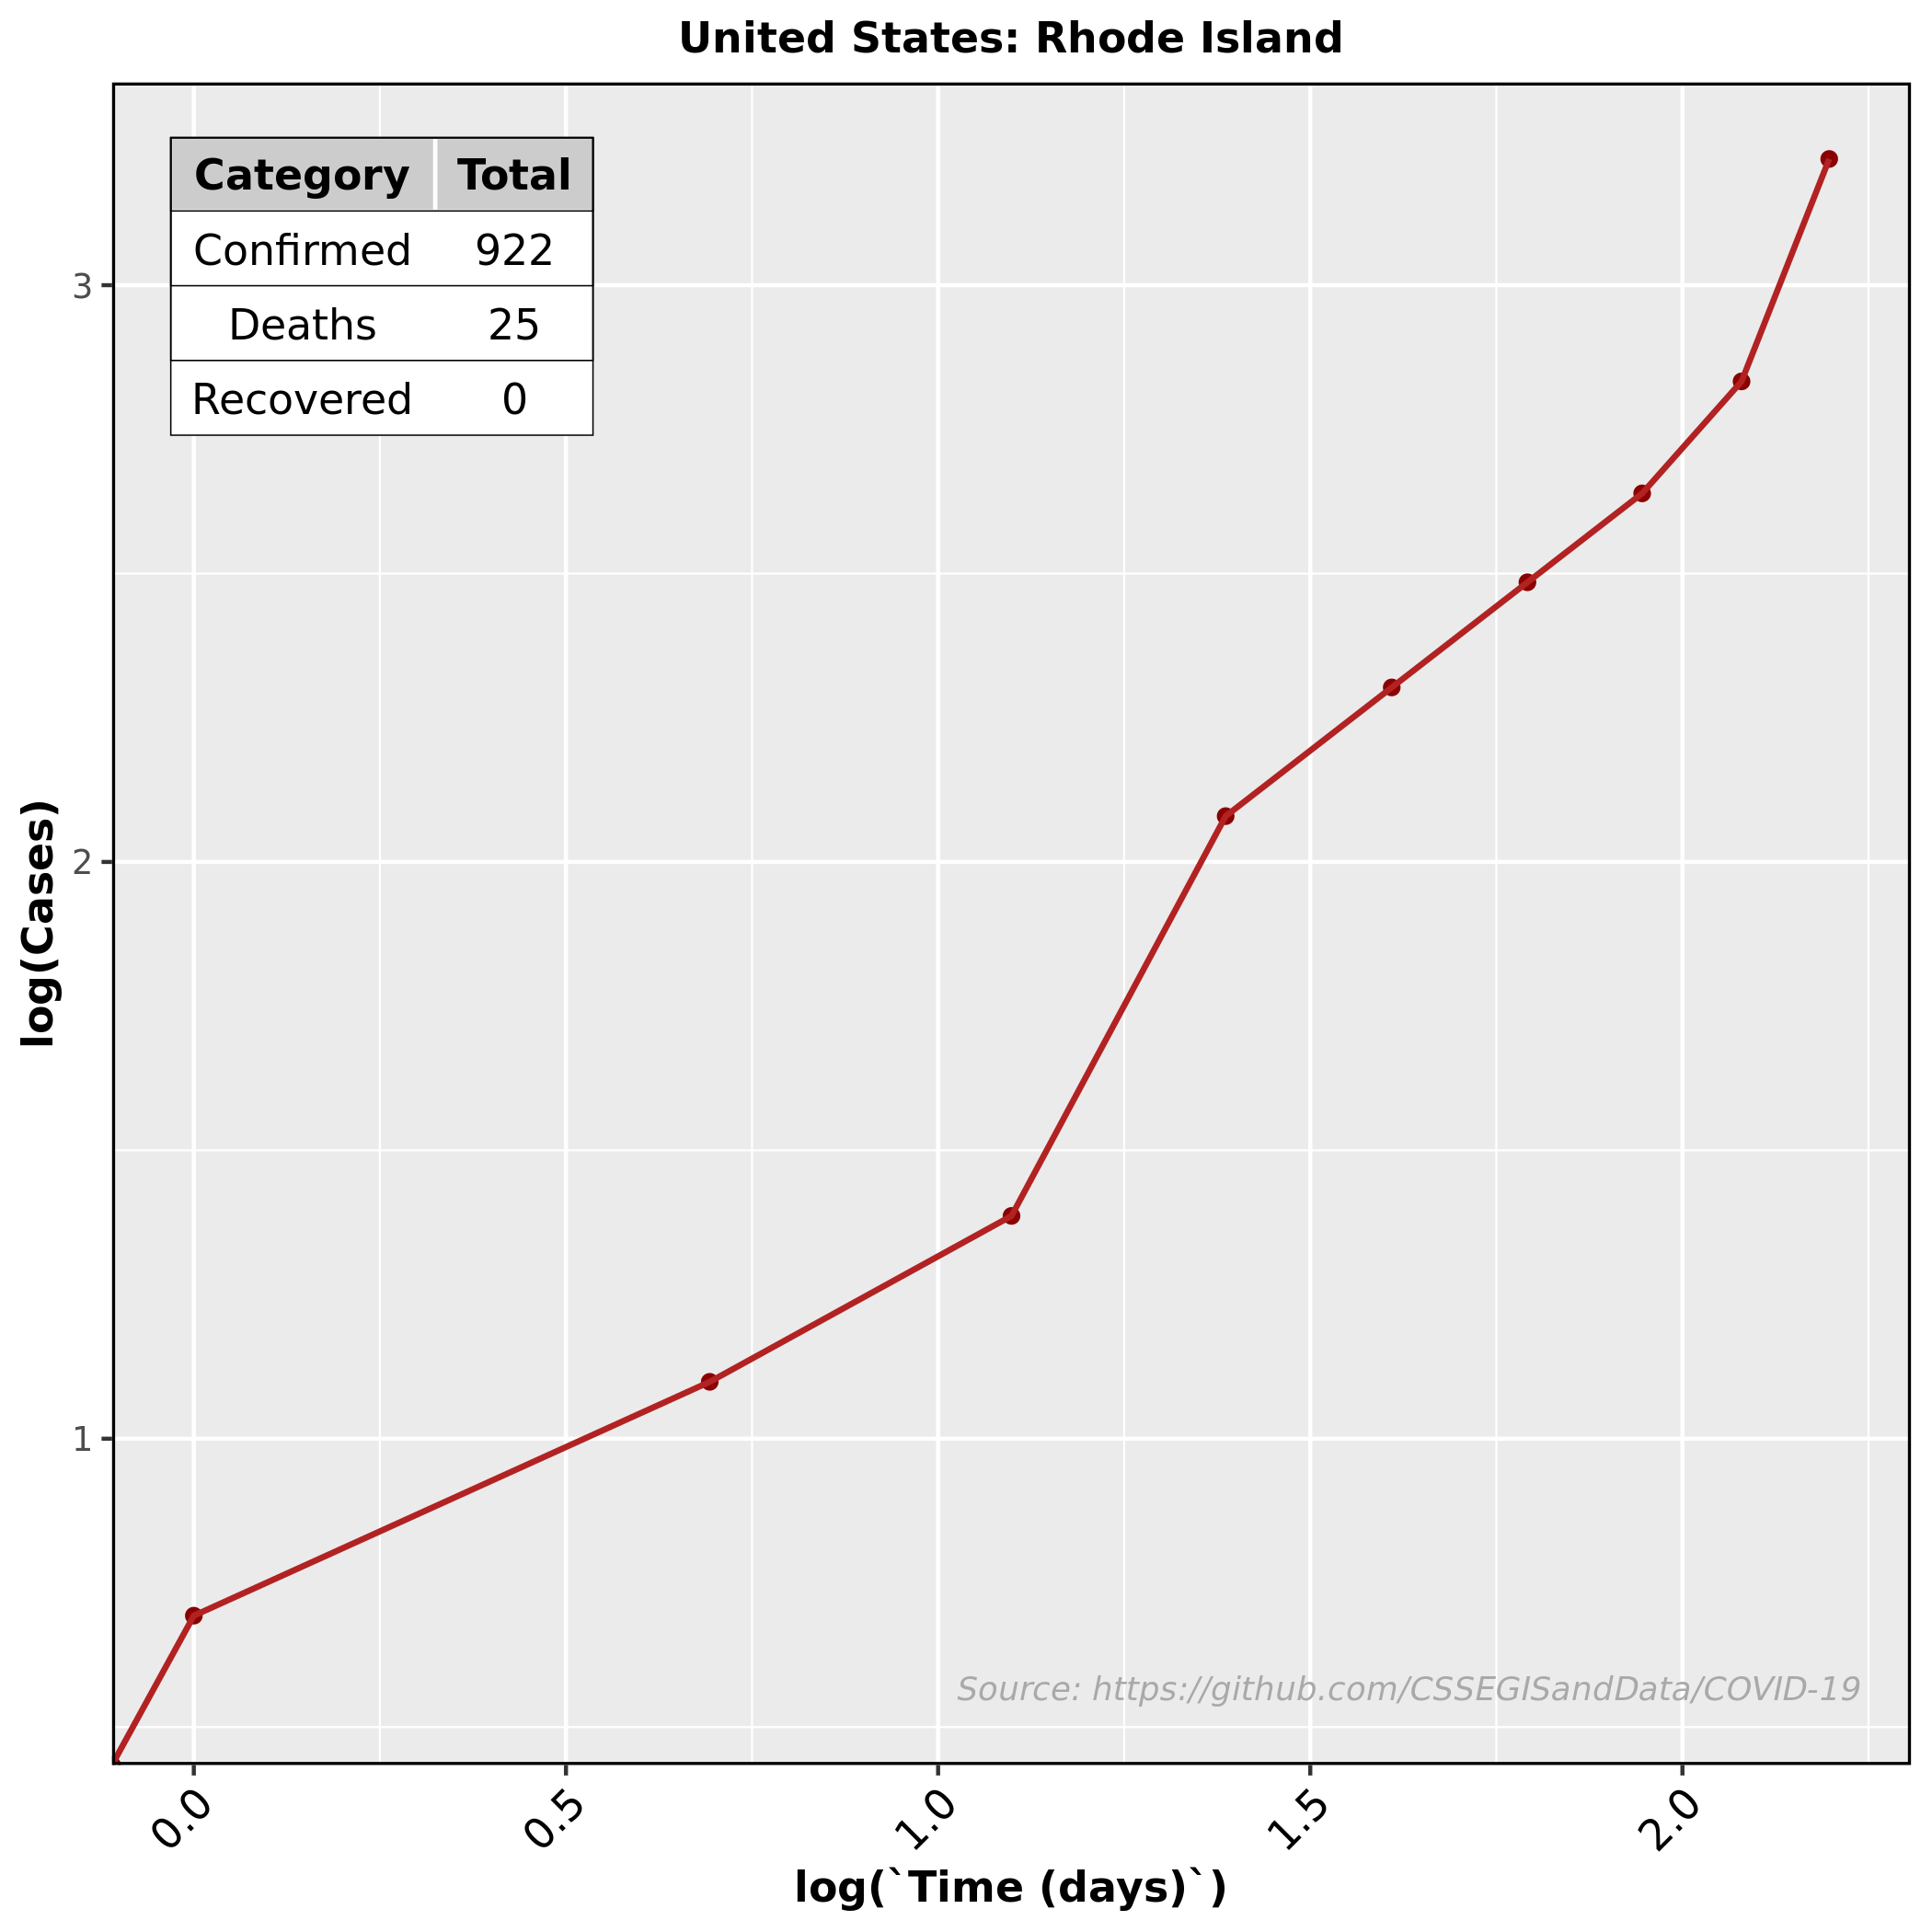 United States: Rhode Island
Category Total
Confirmed 922
Deaths 25
Recovered 0
3
2
1
log(Cases)
Source: https://github.com/CSSEGISandData/COVID-19
0.0 0.5 1.0 1.5 2.0
log(`Time (days)`)